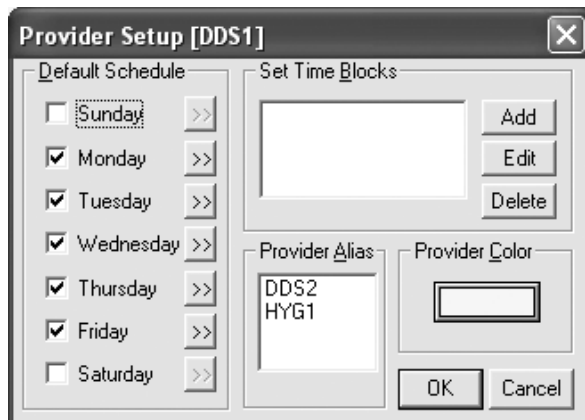 Provider Setup [DDS1]
Default Schedule
Sunday >>
Monday >>
Tuesday >>
Wednesday >>
Thursday >>
Friday >>
Saturday >>
Set Time Blocks
Add
Edit
Delete
Provider Alias
DDS2
HYG1
Provider Color
OK
Cancel